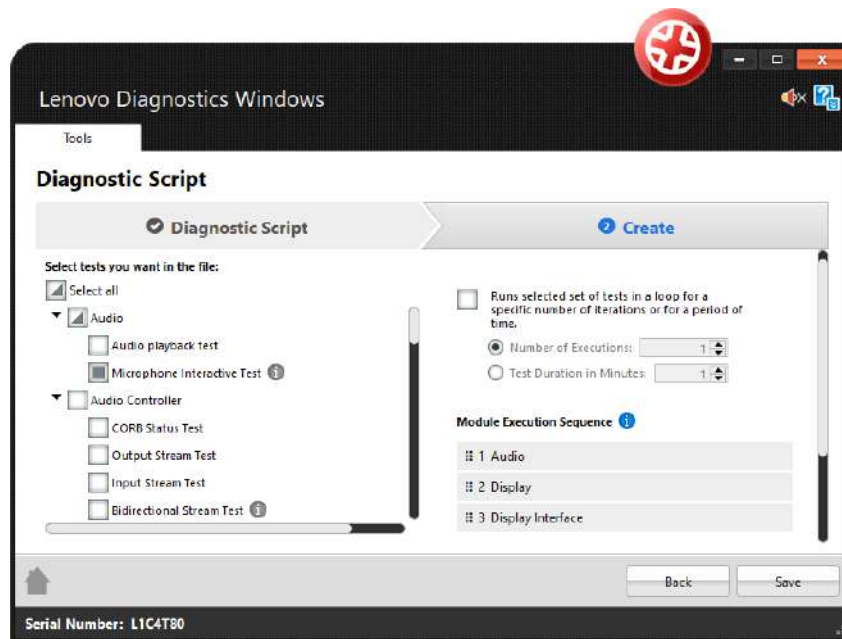 Lenovo Diagnostics Windows
Tools
Diagnostic Script
Diagnostic Script
2 Create
Select tests you want in the file:
Select all
Audio
Audio playback test
Microphone Interactive Test
Audio Controller
CORB Status Test
Output Stream Test
Input Stream Test
Bidirectional Stream Test
Runs selected set of tests in a loop for a
specific number of iterations or for a period of
time.
Number of Executions: 1
Test Duration in Minutes: 1
Module Execution Sequence
1 Audio
2 Display
3 Display Interface
Back
Save
Serial Number: L1C4T80